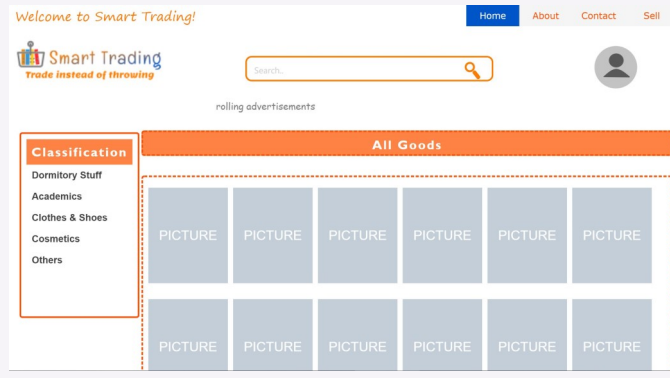 Welcome to Smart Trading!
Home About Contact Sell
Smart Trading
Trade instead of throwing
Search..
rolling advertisements
Classification
Dormitory Stuff
Academics
Clothes & Shoes
Cosmetics
Others
All Goods
PICTURE PICTURE PICTURE PICTURE PICTURE PICTURE
PICTURE PICTURE PICTURE PICTURE PICTURE PICTURE